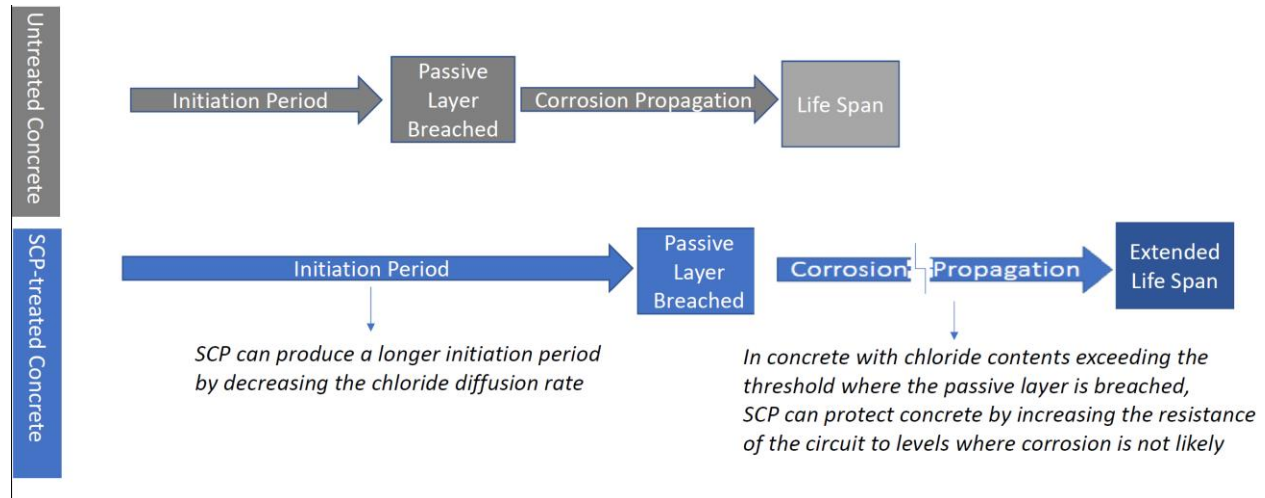 Untreated Concrete
Initiation Period
Passive
Layer
Breached
Corrosion Propagation
Life Span
SCP-treated Concrete
Initiation Period
Passive
Layer
Breached
Corrosion Propagation
Extended
Life Span
SCP can produce a longer initiation period
by decreasing the chloride diffusion rate
In concrete with chloride contents exceeding the
threshold where the passive layer is breached,
SCP can protect concrete by increasing the resistance
of the circuit to levels where corrosion is not likely